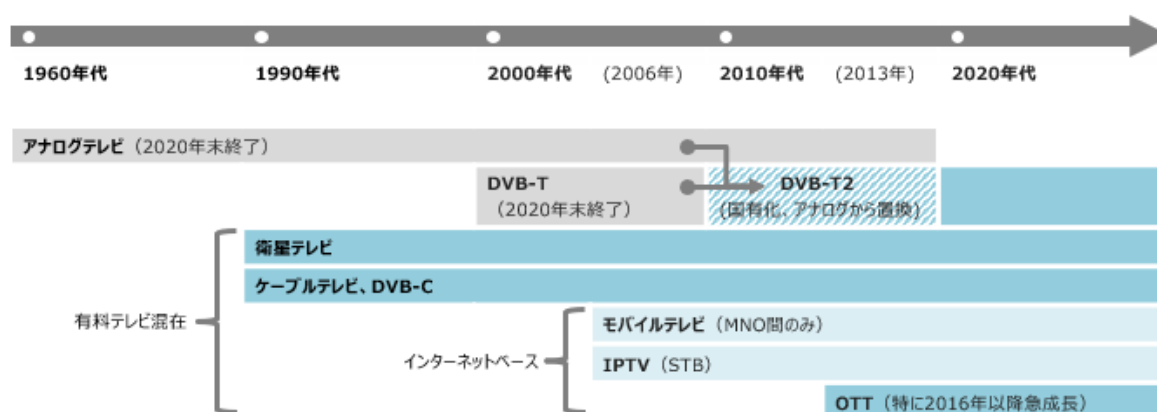 1960年代
1990年代
2000年代
(2006年)
2010年代
(2013年)
2020年代
アナログテレビ（2020年末終了）
DVB-T
（2020年末終了）
DVB-T2
(国有化、アナログから置換)
衛星テレビ
ケーブルテレビ、DVB-C
有料テレビ混在
モバイルテレビ（MNO間のみ）
インターネットベース
IPTV（STB）
OTT（特に2016年以降急成長）